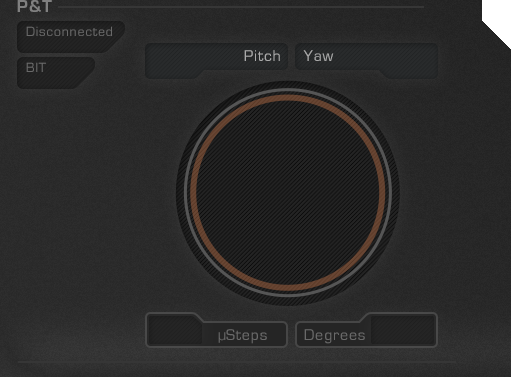 P&T
Disconnected
BIT
Pitch Yaw
µSteps Degrees